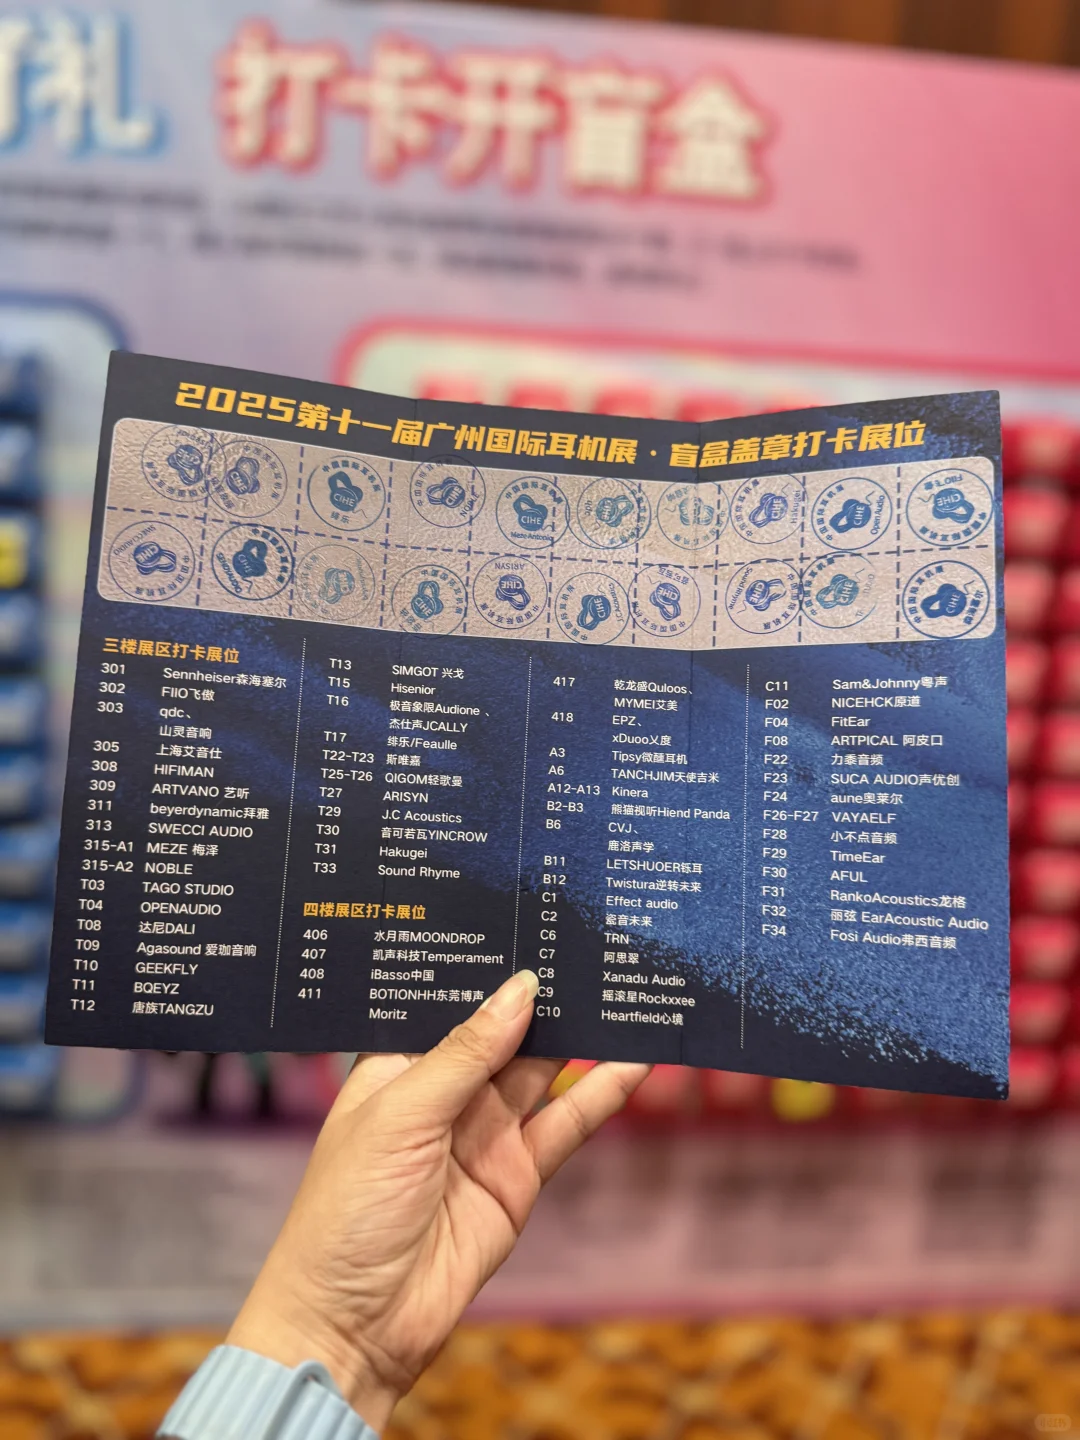 礼 打卡开盲盒
2025第十一届广州国际耳机展·盲盒盖章打卡展位
三楼展区打卡展位
301 Sennheiser森海塞尔
302 FIIO飞傲
303 qdc、
山灵音响
305 上海艾音仕
308 HIFIMAN
309 ARTVANO 艺听
311 beyerdynamic拜雅
313 SWECCI AUDIO
315-A1 MEZE 梅泽
315-A2 NOBLE
T03 TAGO STUDIO
T04 OPENAUDIO
T08 达尼DALI
T09 Agasound 爱珈音响
T10 GEEKFLY
T11 BQEYZ
T12 唐族TANGZU
T13 SIMGOT 兴戈
T15 Hisenior
T16 极音象限Audione 、
杰仕声JCALLY
T17 绯乐/Feaulle
T22-T23 斯唯嘉
T25-T26 QIGOM轻歌曼
T27 ARISYN
T29 J.C Acoustics
T30 音可若瓦YINCROW
T31 Hakugei
T33 Sound Rhyme
四楼展区打卡展位
406 水月雨MOONDROP
407 凯声科技Temperament
408 iBasso中国
411 BOTIONHH东莞博声
Moritz
417 乾龙盛Quloos、
MYMEI艾美
418 EPZ、
xDuoo乂度
A3 Tipsy微醺耳机
A6 TANCHJIM天使吉米
A12-A13 Kinera
B2-B3 熊猫视听Hiend Panda
B6 CVJ、
鹿洛声学
B11 LETSHUOER铄耳
B12 Twistura逆转未来
C1 Effect audio
C2 瓷音未来
C6 TRN
C7 阿思翠
C8 Xanadu Audio
C9 摇滚星Rockxxee
C10 Heartfield心境
C11 Sam&Johnny粤声
F02 NICEHCK原道
F04 FitEar
F08 ARTPICAL 阿皮口
F22 力黍音频
F23 SUCA AUDIO声优创
F24 aune奥莱尔
F26-F27 VAYAELF
F28 小不点音频
F29 TimeEar
F30 AFUL
F31 RankoAcoustics龙格
F32 丽弦 EarAcoustic Audio
F34 Fosi Audio弗西音频